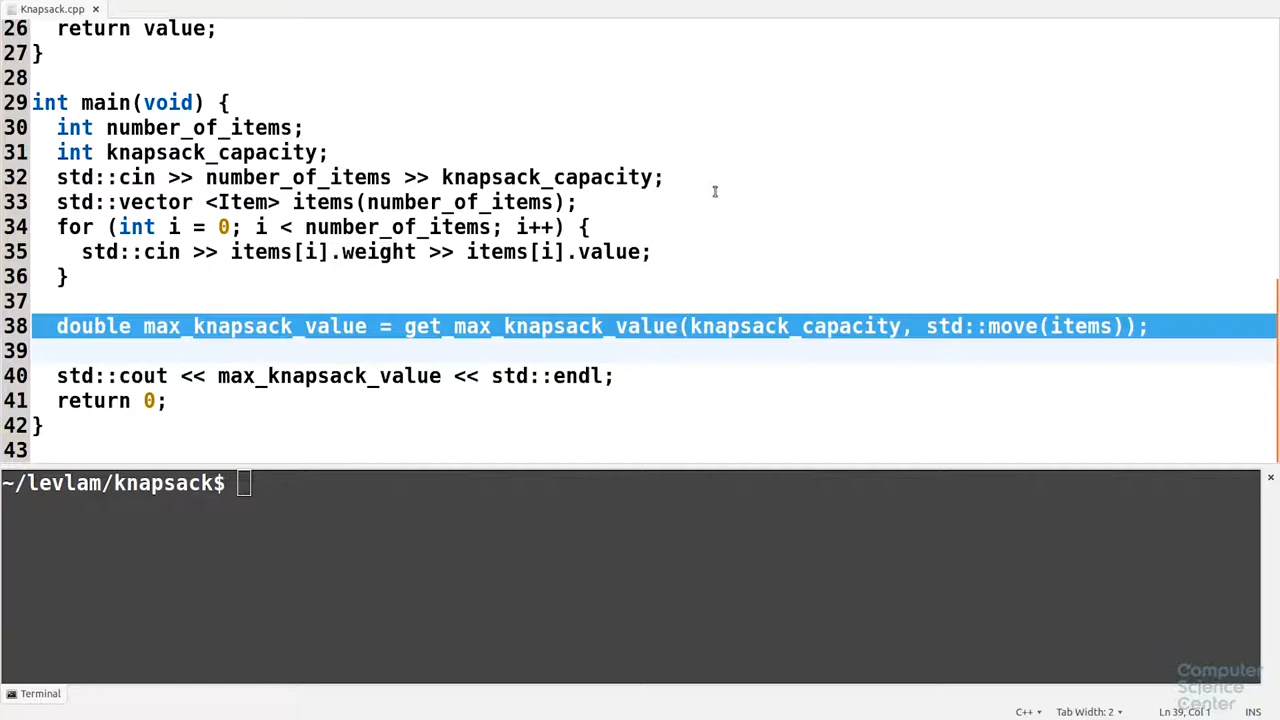 Knapsack.cpp ×
26 return value;
27 }
28
29 int main(void) {
30 int number_of_items;
31 int knapsack_capacity;
32 std::cin >> number_of_items >> knapsack_capacity;
33 std::vector <Item> items(number_of_items);
34 for (int i = 0; i < number_of_items; i++) {
35 std::cin >> items[i].weight >> items[i].value;
36 }
37
38 double max_knapsack_value = get_max_knapsack_value(knapsack_capacity, std::move(items));
39
40 std::cout << max_knapsack_value << std::endl;
41 return 0;
42 }
43
~/levlam/knapsack$
Computer
Science
Center
Terminal
C++ Tab Width: 2 Ln 39, Col 1 INS